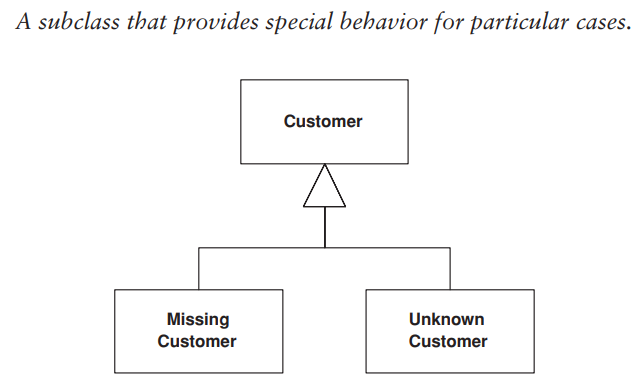 A subclass that provides special behavior for particular cases.
Customer
Missing
Customer
Unknown
Customer